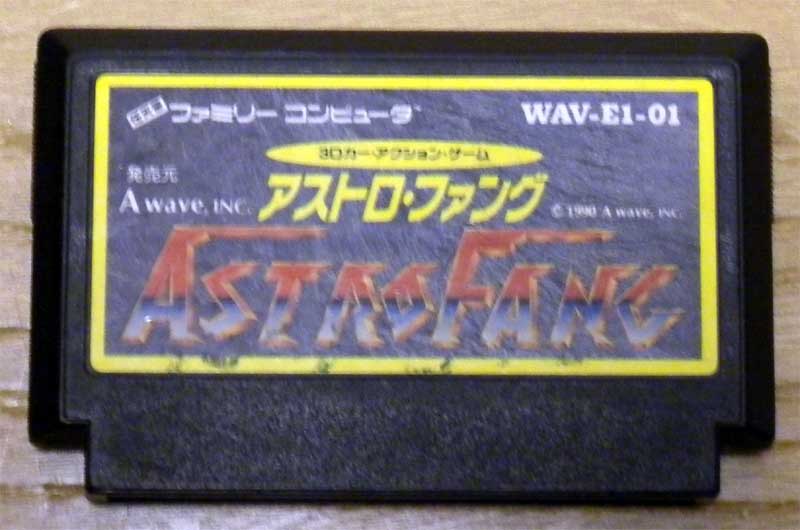 ファミリー コンピュータ™ WAV-E1-01
3Dカー・アクション・ゲーム
発売元
A wave, INC. アストロ・ファング © 1990 A wave, INC.
ASTRO FANG